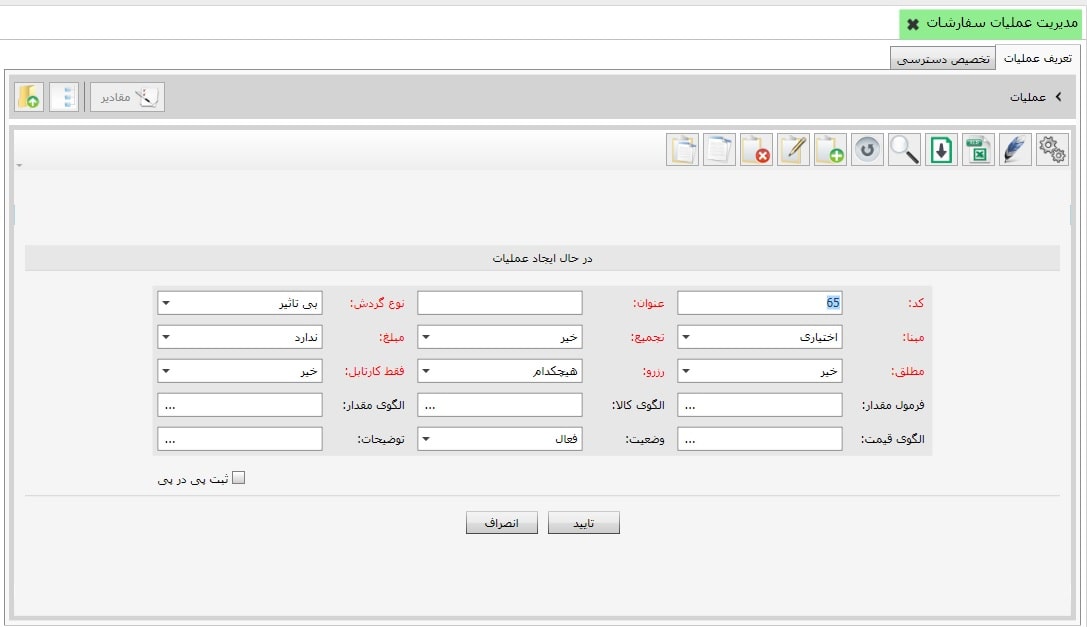 مدیریت عملیات سفارشات
تعریف عملیات تخصیص دسترسی
عملیات مقادیر
در حال ایجاد عملیات
کد: 65 عنوان: نوع گردش: بی تاثیر
مبنا: اختیاری تجمیع: خیر مبلغ: ندارد
مطلق: خیر رزرو: هیچکدام فقط کارتابل: خیر
فرمول مقدار: ... الگوی کالا: ... الگوی مقدار: ...
الگوی قیمت: ... وضعیت: فعال توضیحات: ...
ثبت پی در پی
تایید انصراف